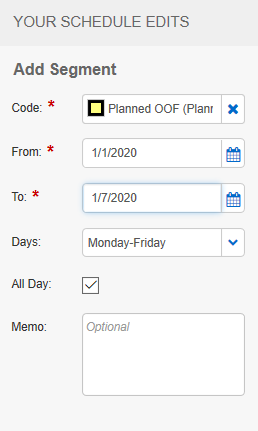 YOUR SCHEDULE EDITS
Add Segment
Code: * Planned OOF (Planr
From: * 1/1/2020
To: * 1/7/2020
Days: Monday-Friday
All Day:
Memo: Optional